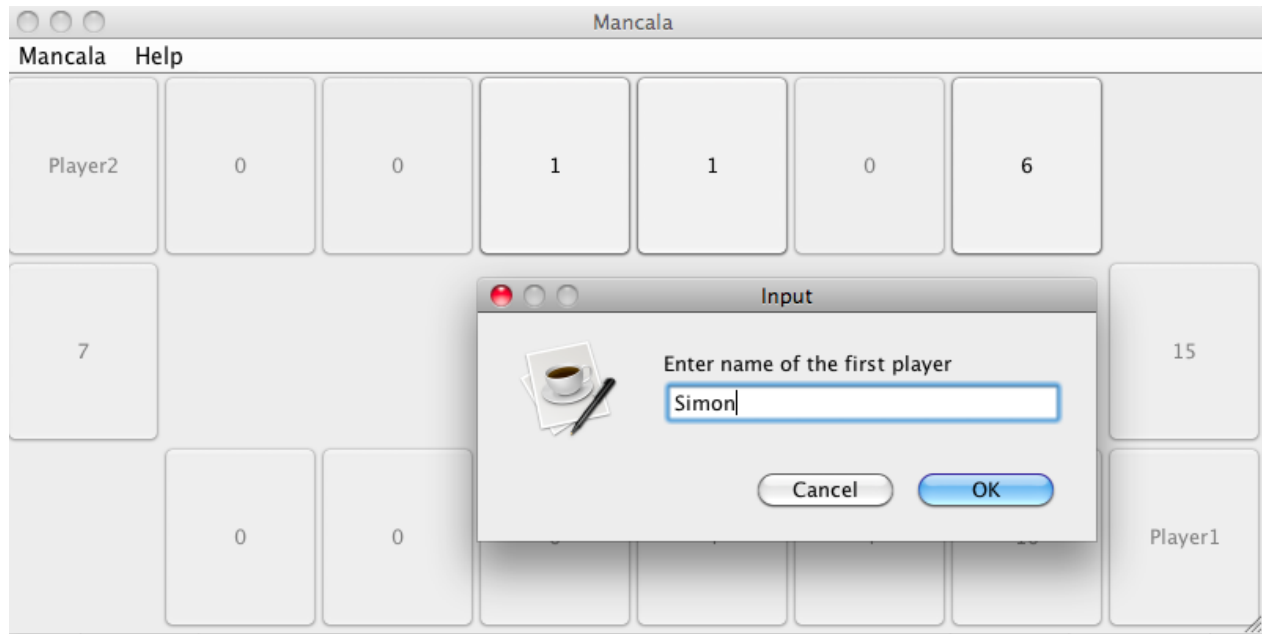 Mancala
Mancala Help
Player2 0 0 1 1 0 6
Input
7 Enter name of the first player 15
Simon
Cancel OK
0 0 Player1